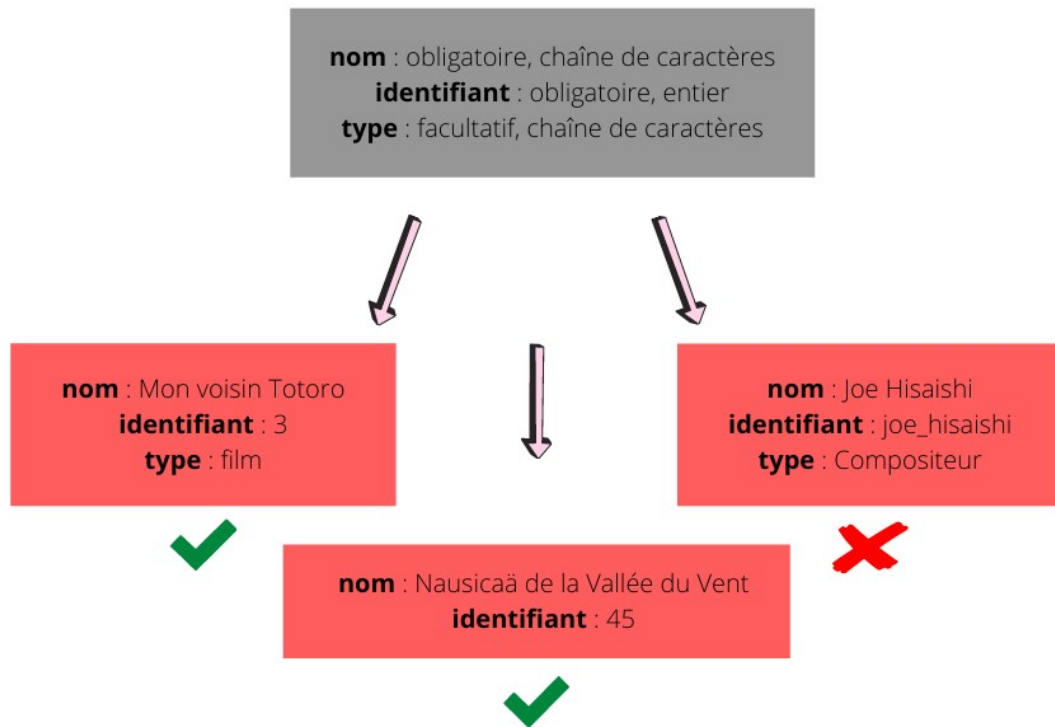 nom : obligatoire, chaîne de caractères
identifiant : obligatoire, entier
type : facultatif, chaîne de caractères
nom : Mon voisin Totoro
identifiant : 3
type : film
nom : Joe Hisaishi
identifiant : joe_hisaishi
type : Compositeur
nom : Nausicaä de la Vallée du Vent
identifiant : 45